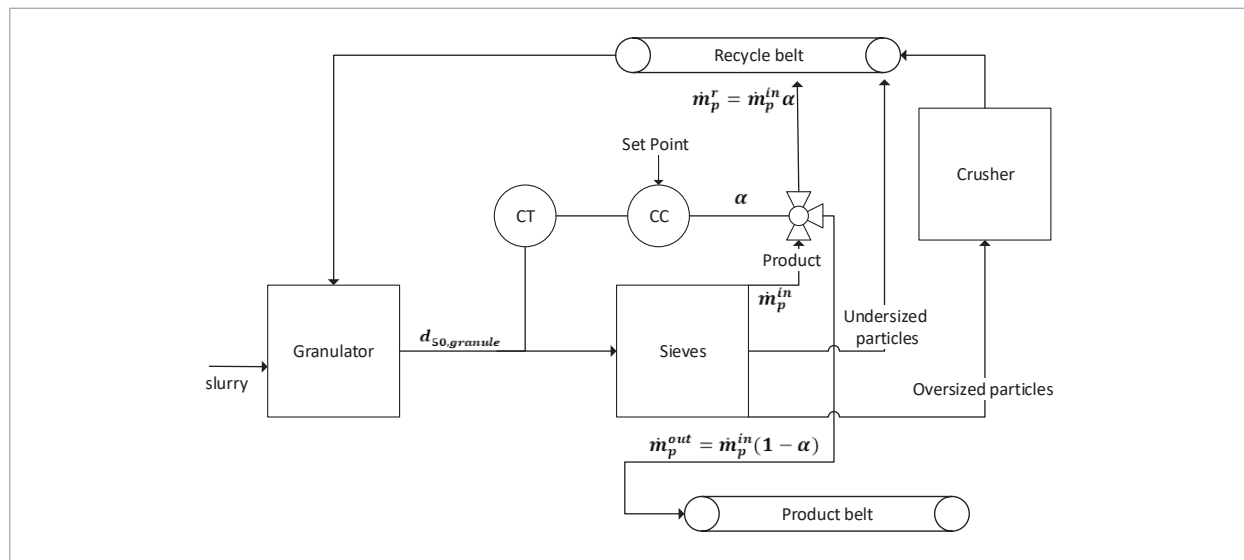 Recycle belt
ṁ_p^r = ṁ_p^in α
Set Point
Crusher
CT
CC
α
Product
ṁ_p^in
Undersized
particles
Granulator
d_50,granule
Sieves
slurry
Oversized particles
ṁ_p^out = ṁ_p^in (1 − α)
Product belt